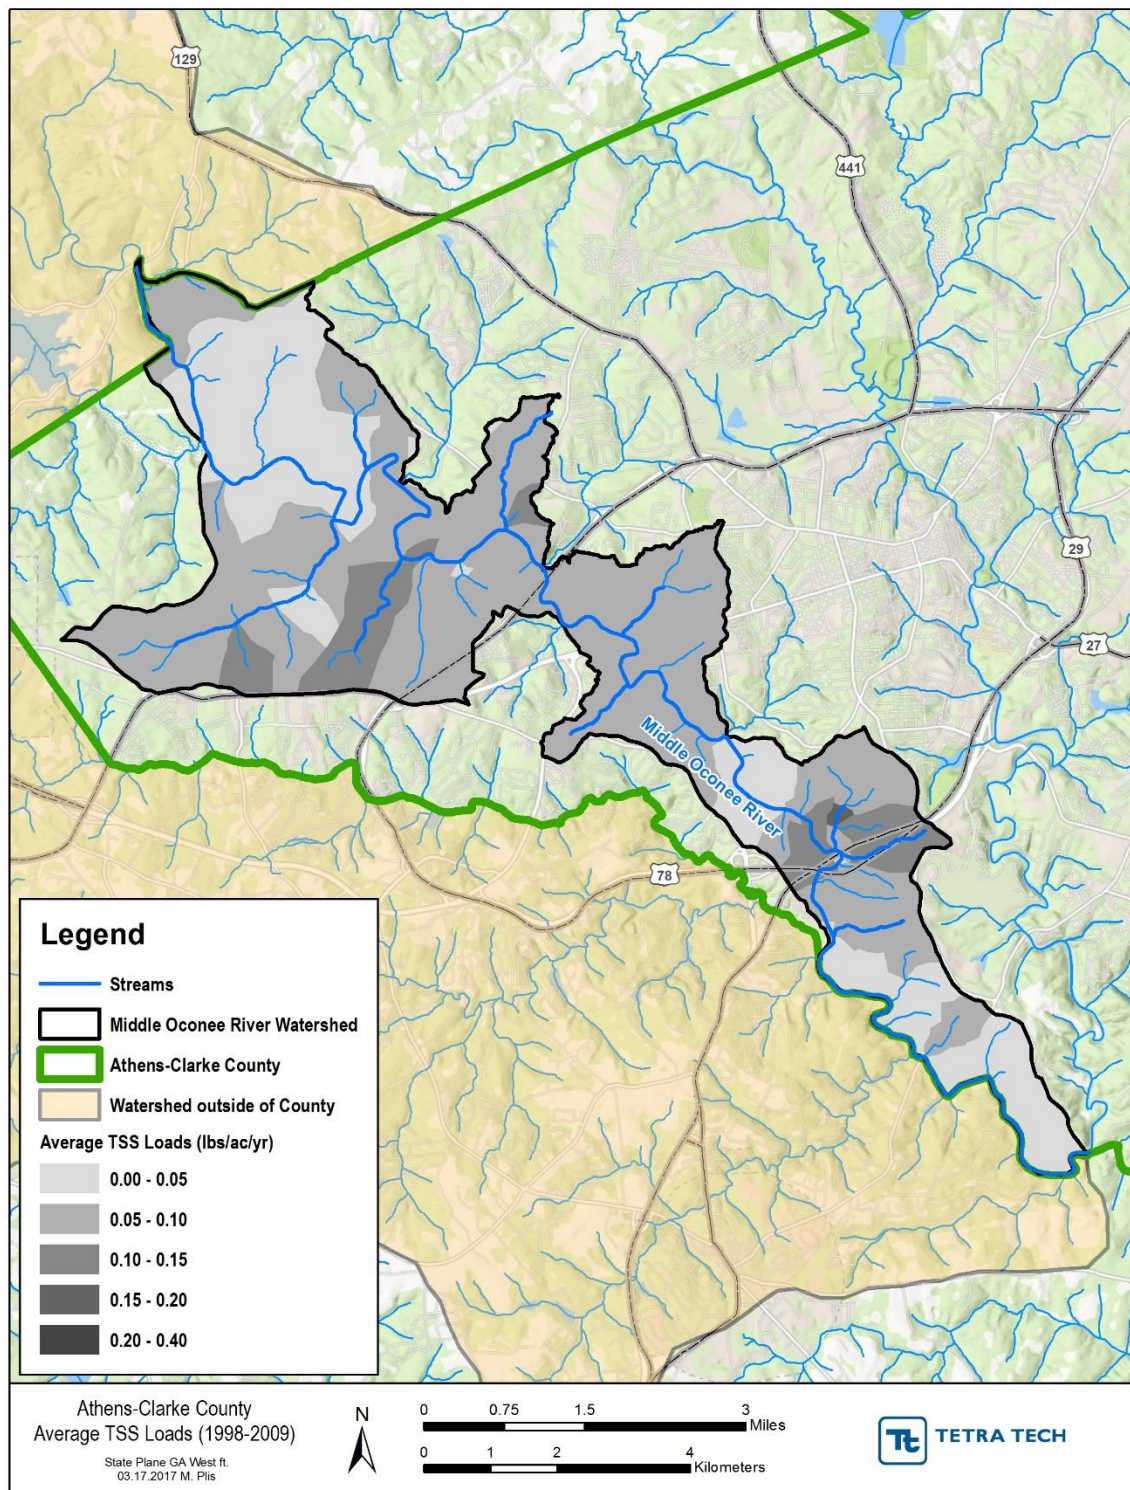 129
441
29
27
Middle Oconee River
78
Legend
Streams
Middle Oconee River Watershed
Athens-Clarke County
Watershed outside of County
Average TSS Loads (lbs/ac/yr)
0.00 - 0.05
0.05 - 0.10
0.10 - 0.15
0.15 - 0.20
0.20 - 0.40
Athens-Clarke County
Average TSS Loads (1998-2009)
State Plane GA West ft.
03.17.2017 M. Plis
N
0 0.75 1.5 3
Miles
0 1 2 4
Kilometers
Tt TETRA TECH